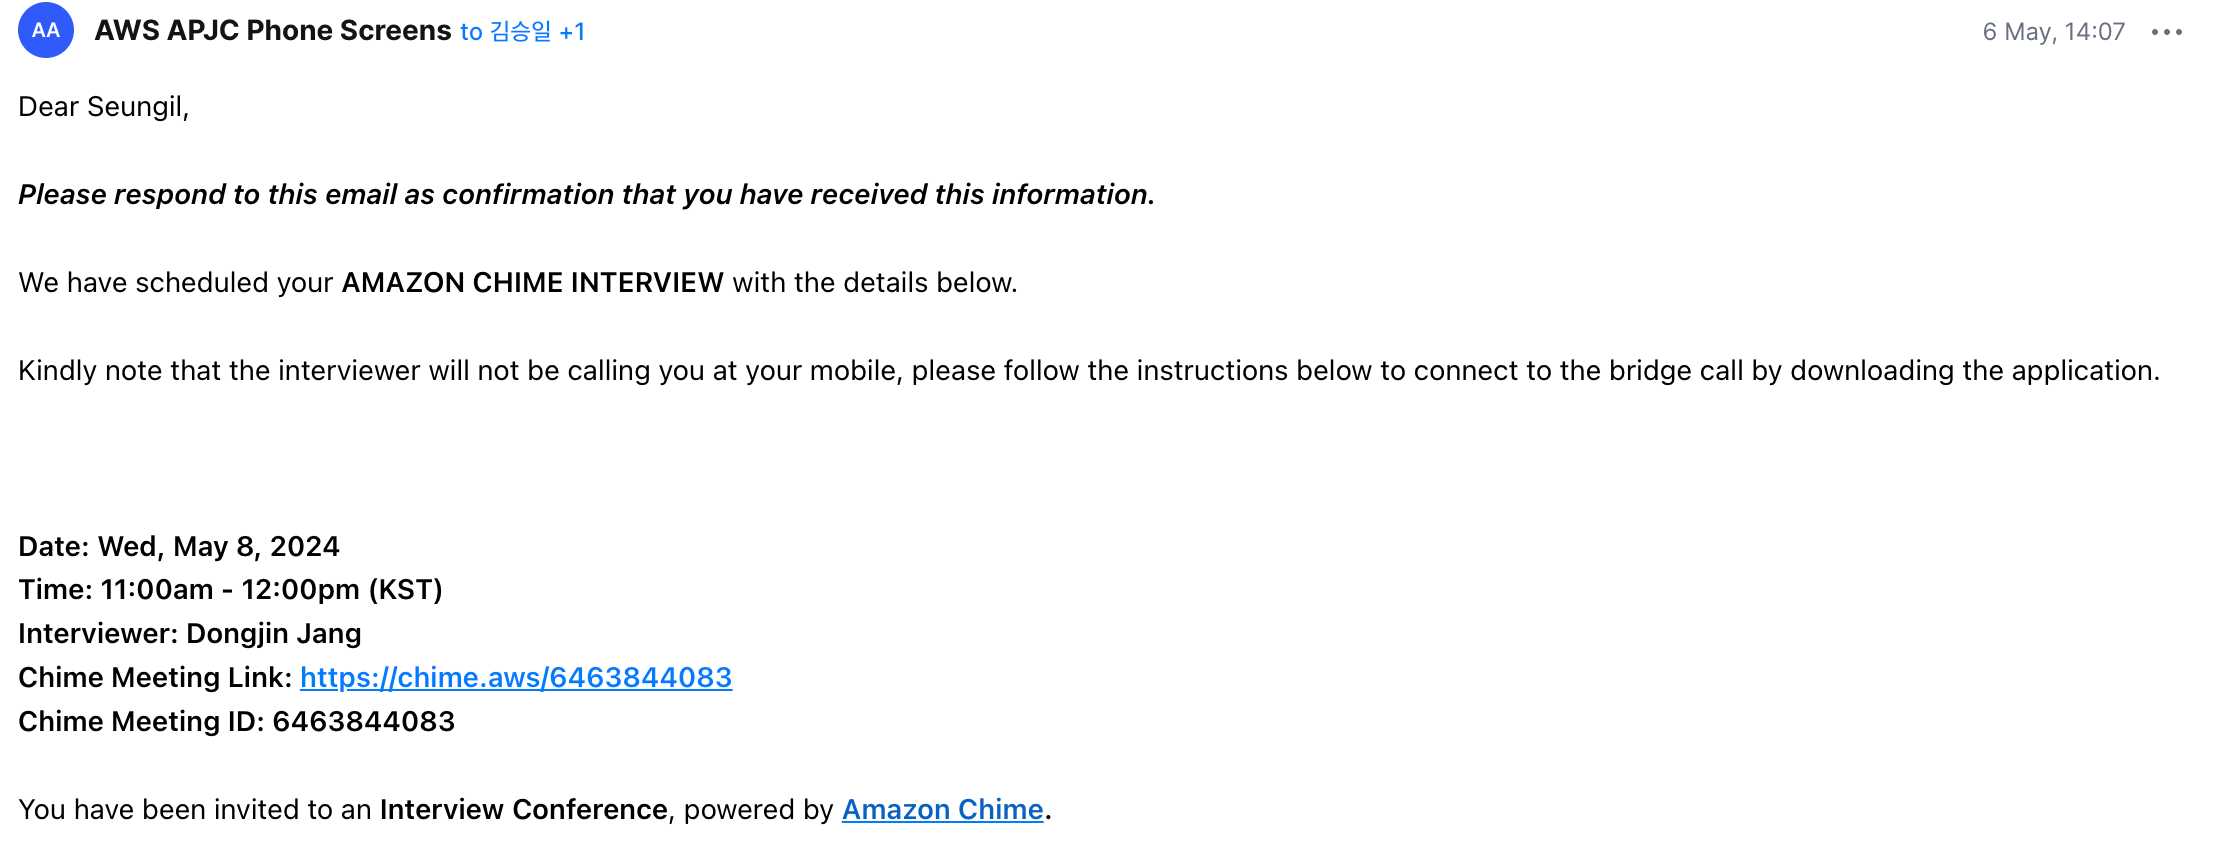 AA
AWS APJC Phone Screens to 김승일 +1
6 May, 14:07
Dear Seungil,
Please respond to this email as confirmation that you have received this information.
We have scheduled your AMAZON CHIME INTERVIEW with the details below.
Kindly note that the interviewer will not be calling you at your mobile, please follow the instructions below to connect to the bridge call by downloading the application.
Date: Wed, May 8, 2024
Time: 11:00am - 12:00pm (KST)
Interviewer: Dongjin Jang
Chime Meeting Link: https://chime.aws/6463844083
Chime Meeting ID: 6463844083
You have been invited to an Interview Conference, powered by Amazon Chime.